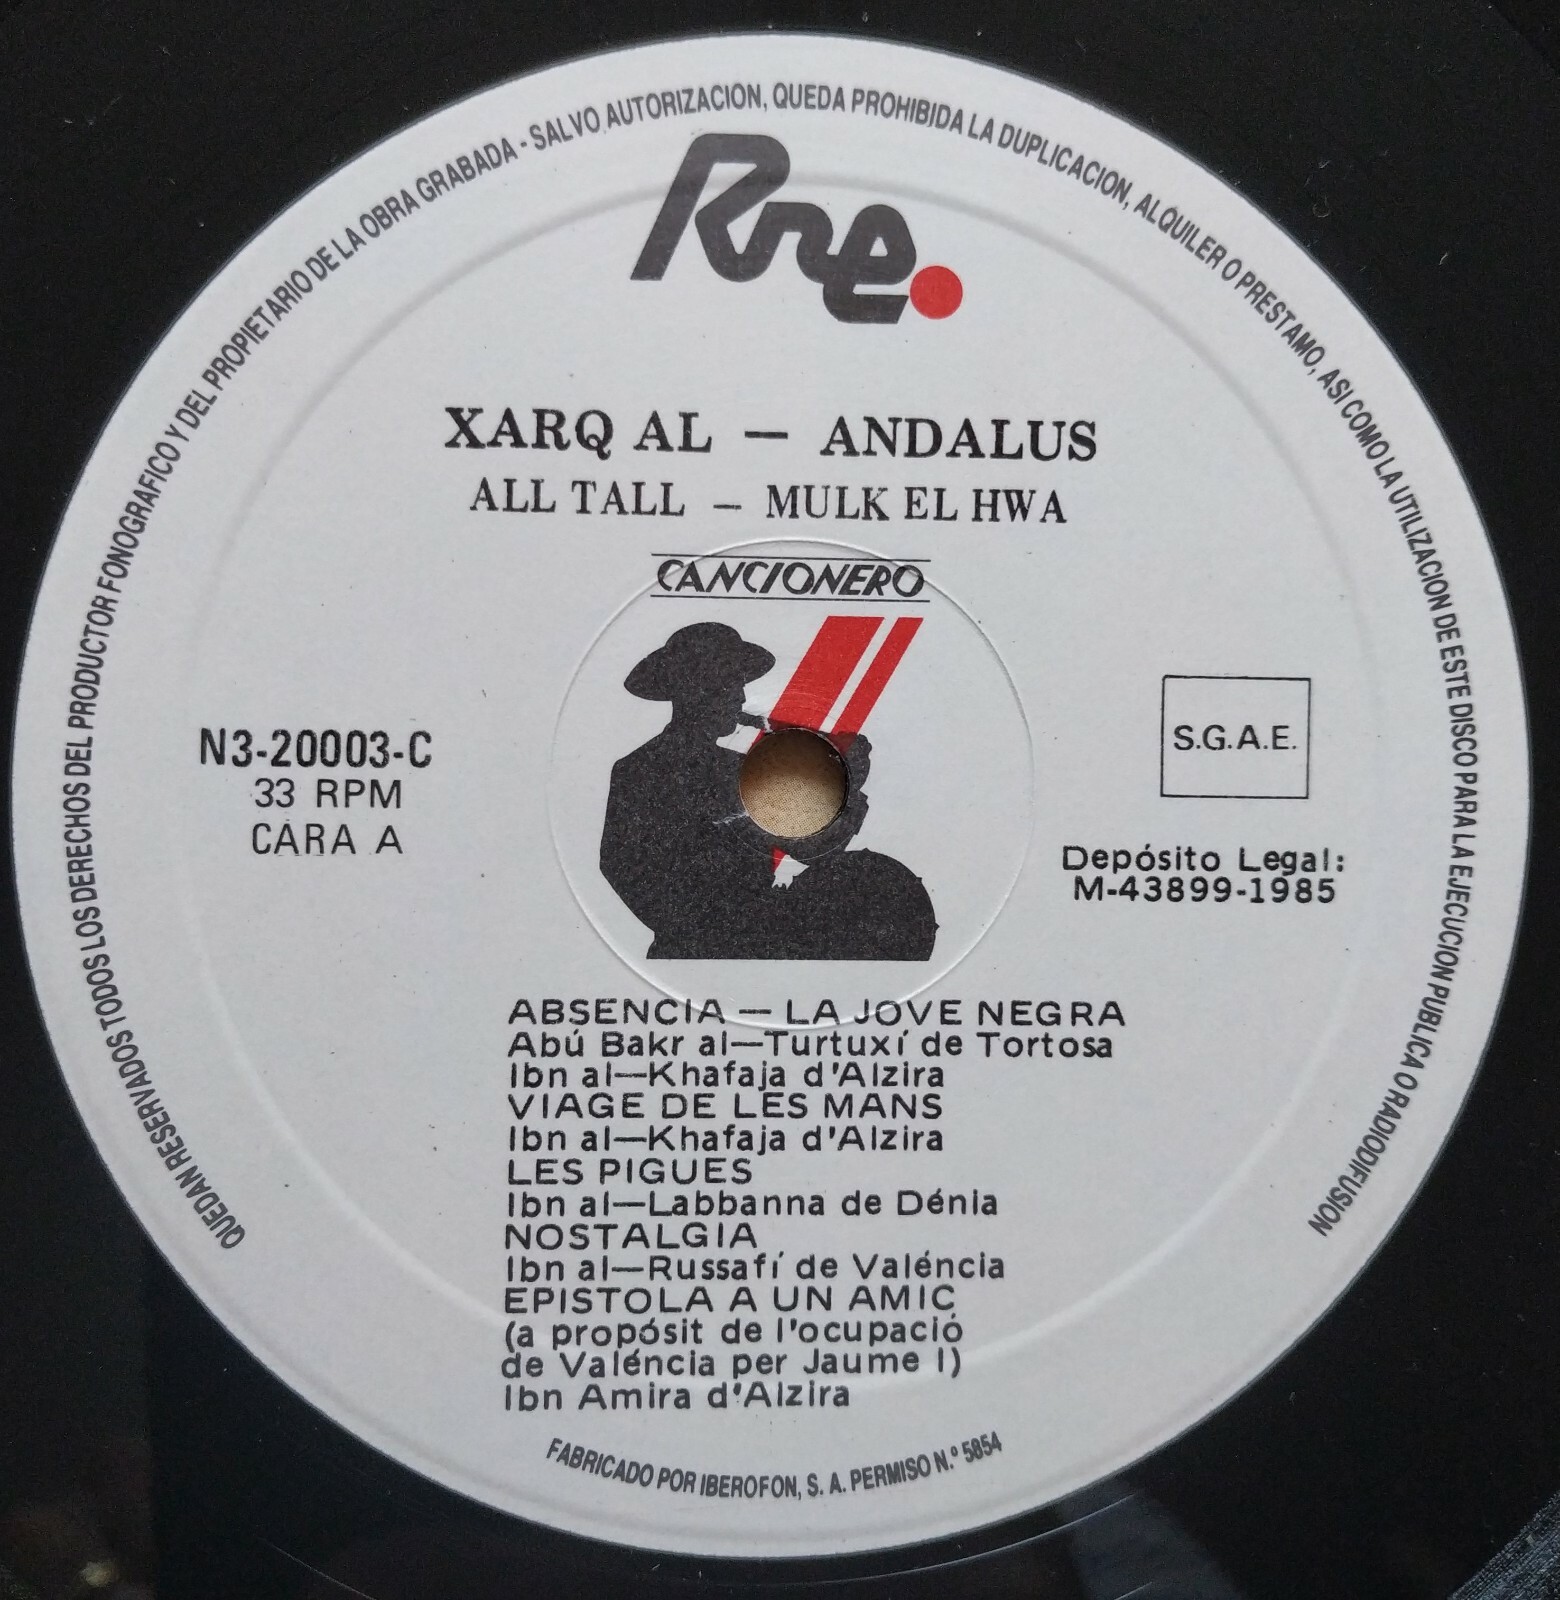 QUEDAN RESERVADOS TODOS LOS DERECHOS DEL PRODUCTOR FONOGRAFICO Y DEL PROPIETARIO DE LA OBRA GRABADA - SALVO AUTORIZACION, QUEDA PROHIBIDA LA DUPLICACION, ALQUILER O PRESTAMO, ASI COMO LA UTILIZACION DE ESTE DISCO PARA LA EJECUCION PUBLICA O RADIODIFUSION
Rne.
XARQ AL — ANDALUS
ALL TALL — MULK EL HWA
CANCIONERO
N3-20003-C
33 RPM
CARA A
S.G.A.E.
Depósito Legal:
M-43899-1985
ABSENCIA — LA JOVE NEGRA
Abú Bakr al—Turtuxí de Tortosa
Ibn al—Khafaja d'Alzira
VIAGE DE LES MANS
Ibn al—Khafaja d'Alzira
LES PIGUES
Ibn al—Labbanna de Dénia
NOSTALGIA
Ibn al—Russafí de Valéncia
EPISTOLA A UN AMIC
(a propósit de l'ocupació
de Valéncia per Jaume I)
Ibn Amira d'Alzira
FABRICADO POR IBEROFON, S. A. PERMISO N.º 5854